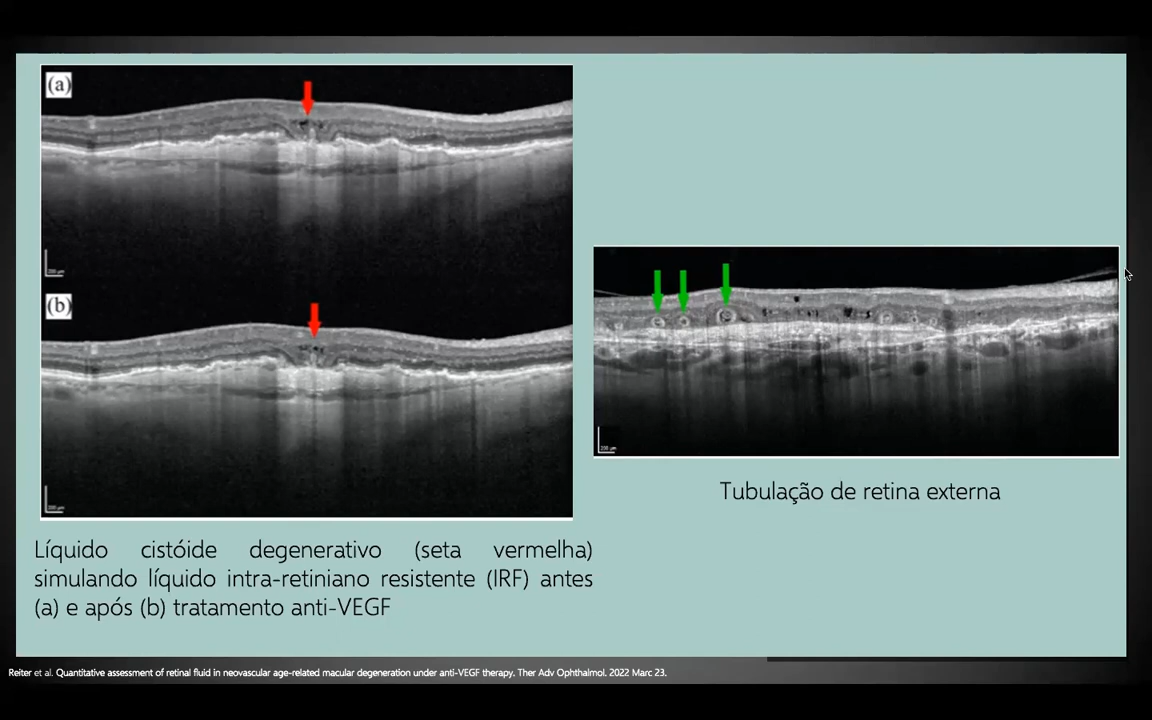 (a)
(b)
Tubulação de retina externa
Líquido cistóide degenerativo (seta vermelha)
simulando líquido intra-retiniano resistente (IRF) antes
(a) e após (b) tratamento anti-VEGF
Reiter et al. Quantitative assessment of retinal fluid in neovascular age-related macular degeneration under anti-VEGF therapy. Ther Adv Ophthalmol. 2022 Marc 23.